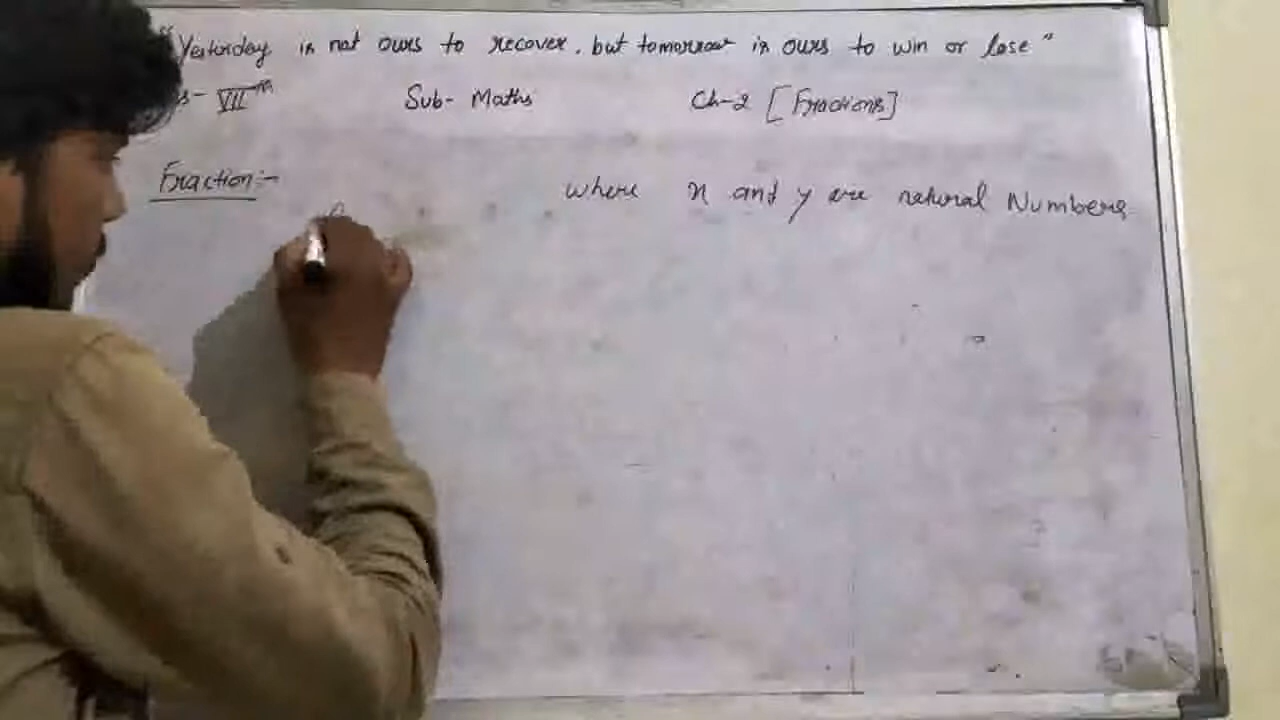 "Yesterday is not ours to recover, but tomorrow is ours to win or lose"
s- VIIth Sub- Maths Ch-2 [Fractions]
Fraction:- where x and y are natural Numbers